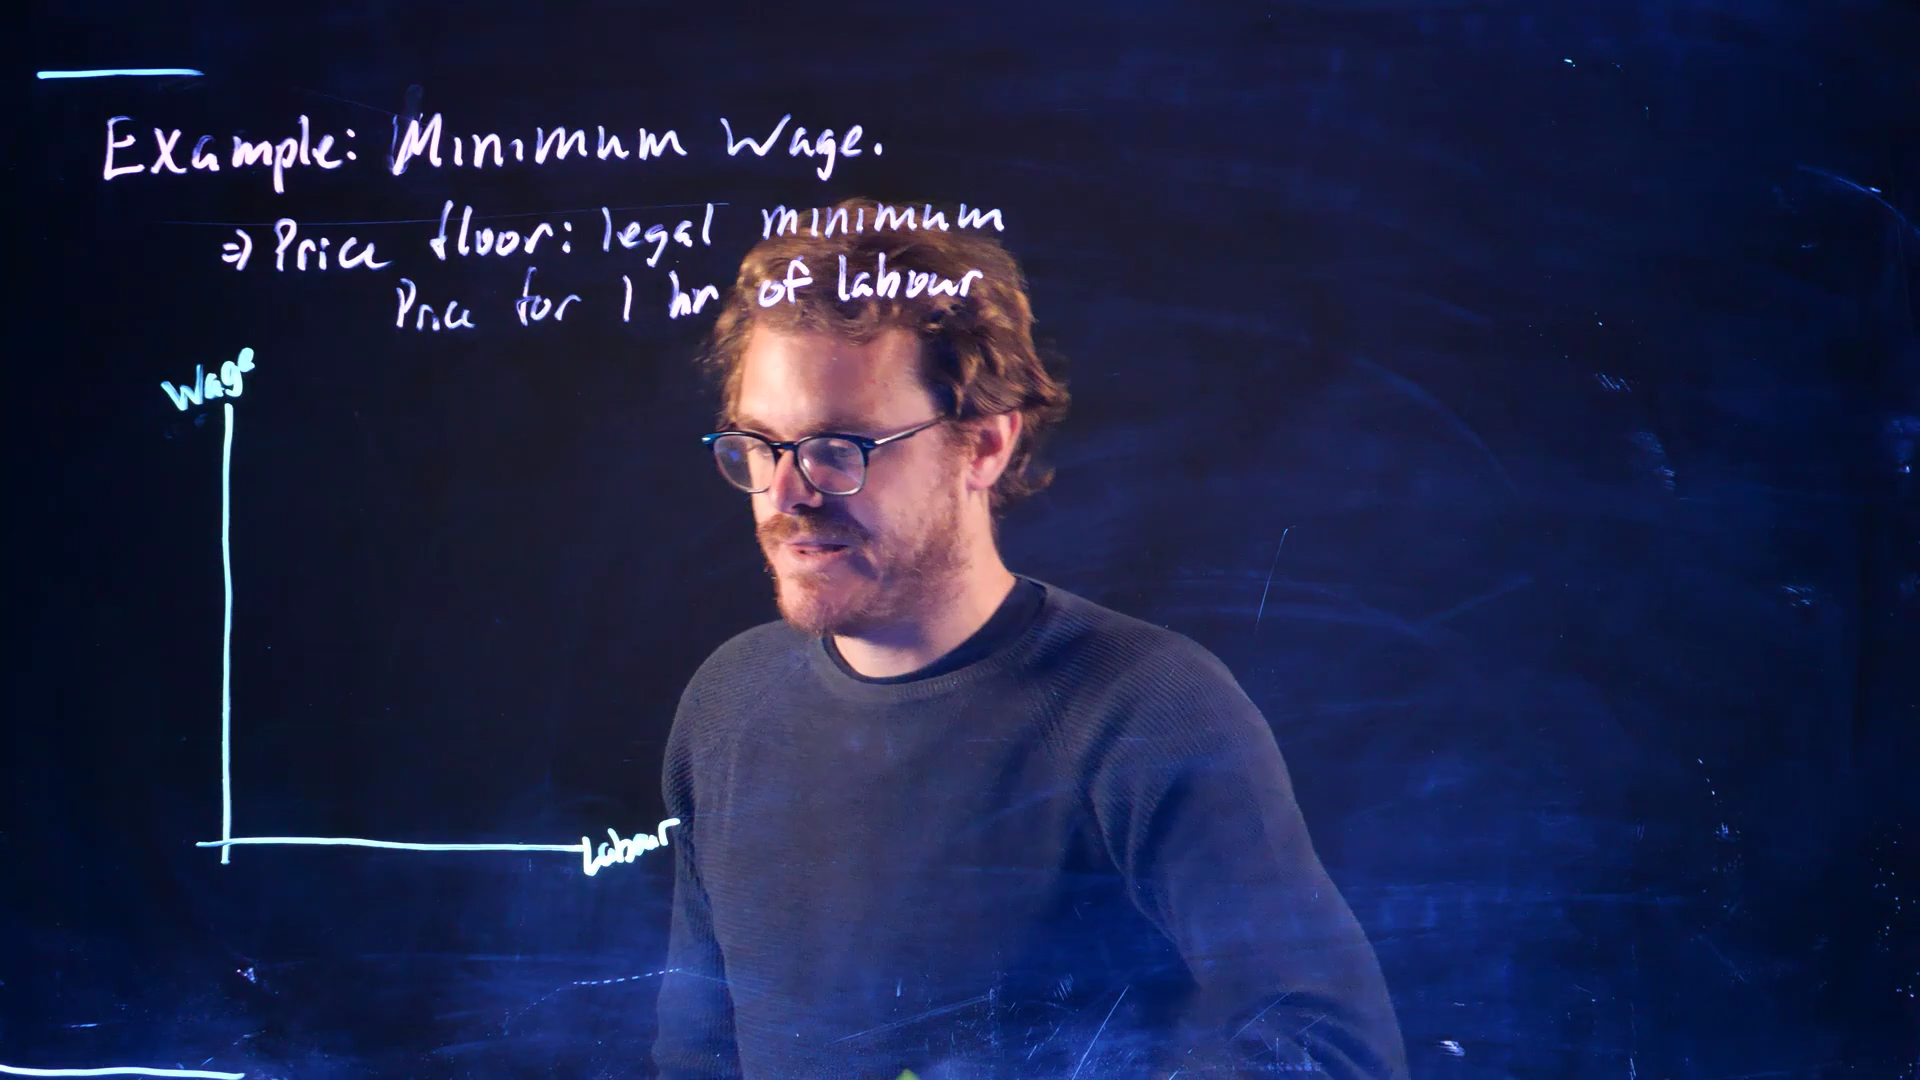 Example: Minimum Wage.
⇒ Price floor: legal minimum
Price for 1 hr of labour
Wage
Labour